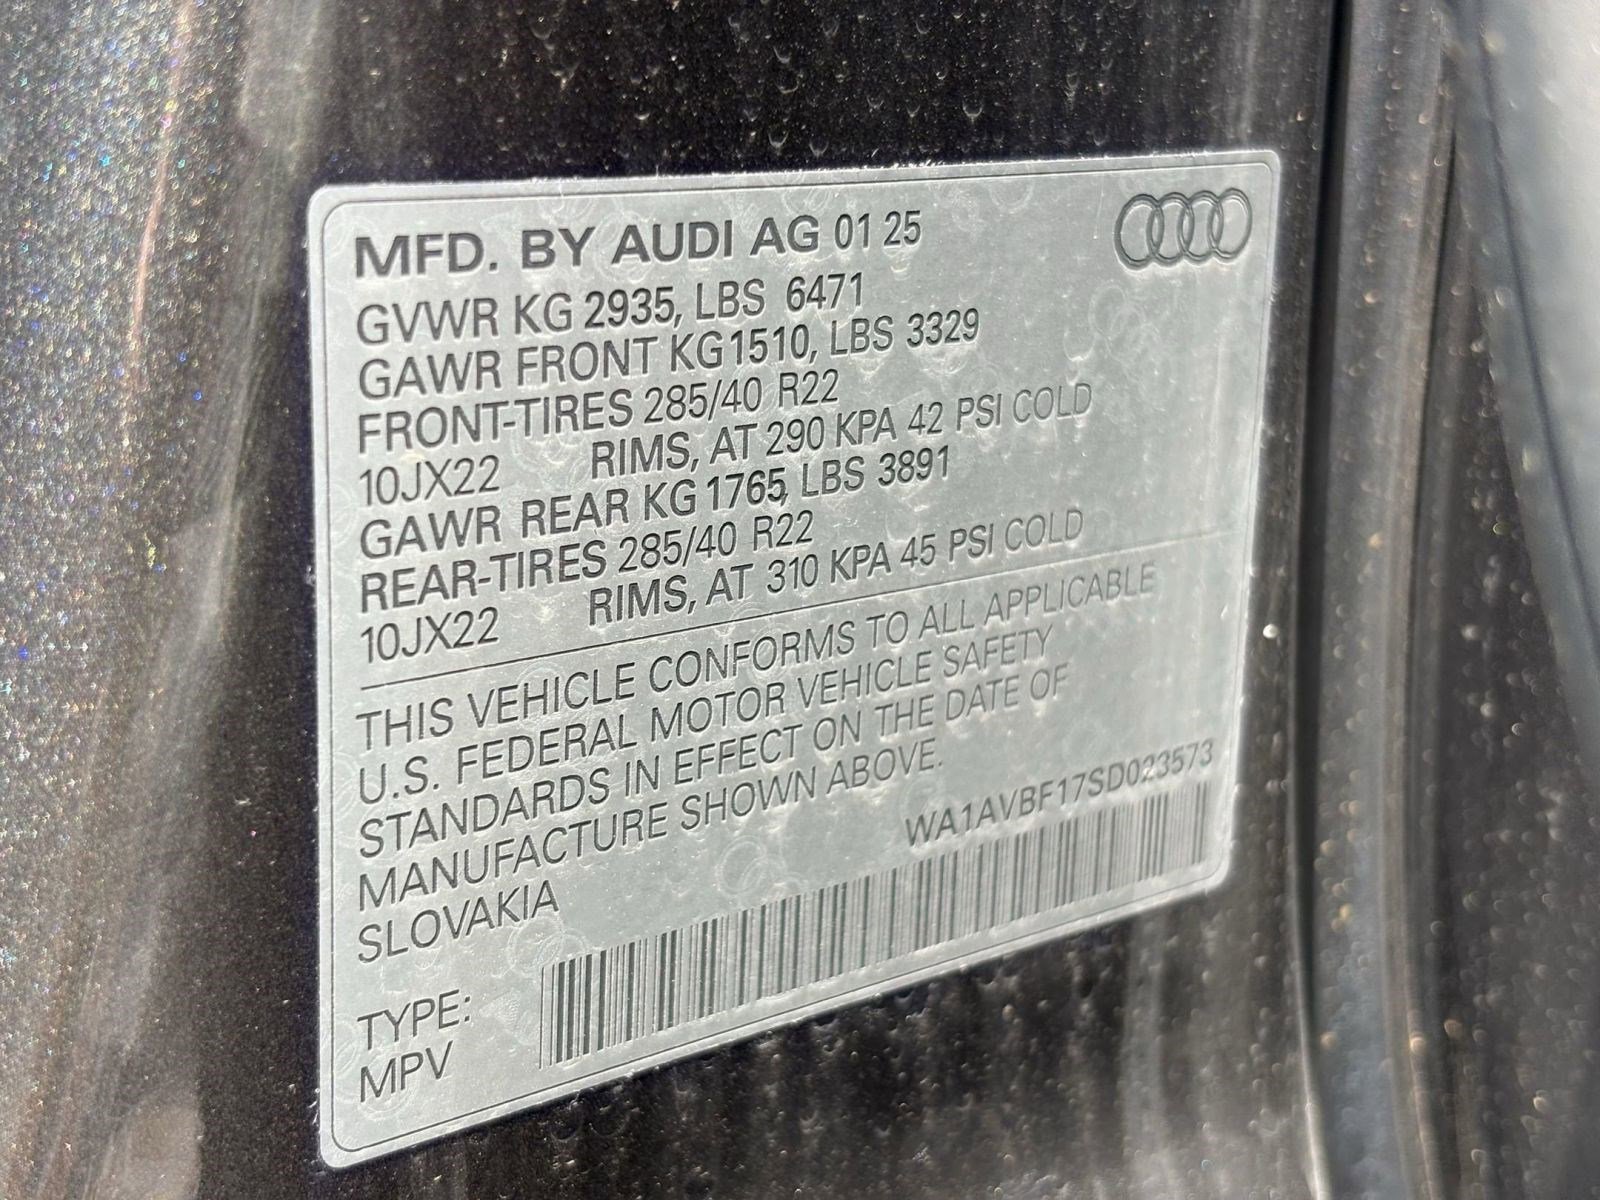 MFD. BY AUDI AG 01 25
GVWR KG 2935, LBS 6471
GAWR FRONT KG 1510, LBS 3329
FRONT-TIRES 285/40 R22
10JX22 RIMS, AT 290 KPA 42 PSI COLD
GAWR REAR KG 1765, LBS 3891
REAR-TIRES 285/40 R22
10JX22 RIMS, AT 310 KPA 45 PSI COLD
THIS VEHICLE CONFORMS TO ALL APPLICABLE
U.S. FEDERAL MOTOR VEHICLE SAFETY
STANDARDS IN EFFECT ON THE DATE OF
MANUFACTURE SHOWN ABOVE.
SLOVAKIA
WA1AVBF17SD023573
TYPE:
MPV